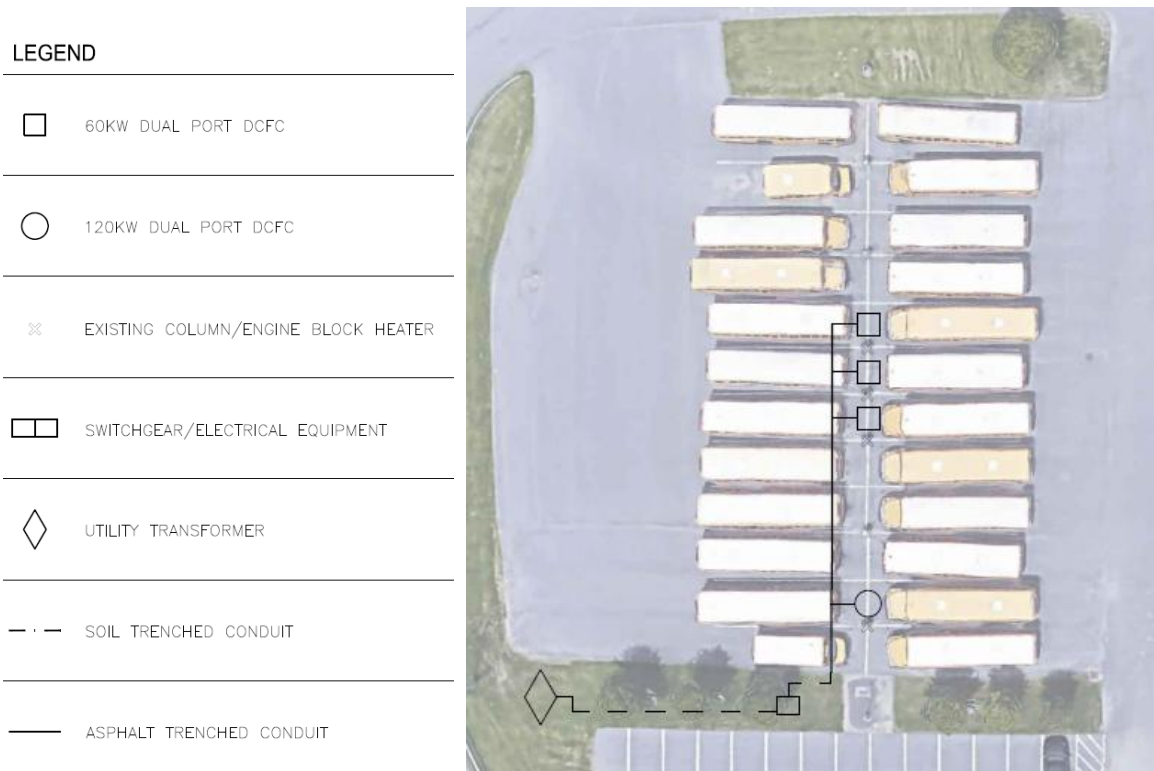 LEGEND
60KW DUAL PORT DCFC
120KW DUAL PORT DCFC
EXISTING COLUMN/ENGINE BLOCK HEATER
SWITCHGEAR/ELECTRICAL EQUIPMENT
UTILITY TRANSFORMER
SOIL TRENCHED CONDUIT
ASPHALT TRENCHED CONDUIT